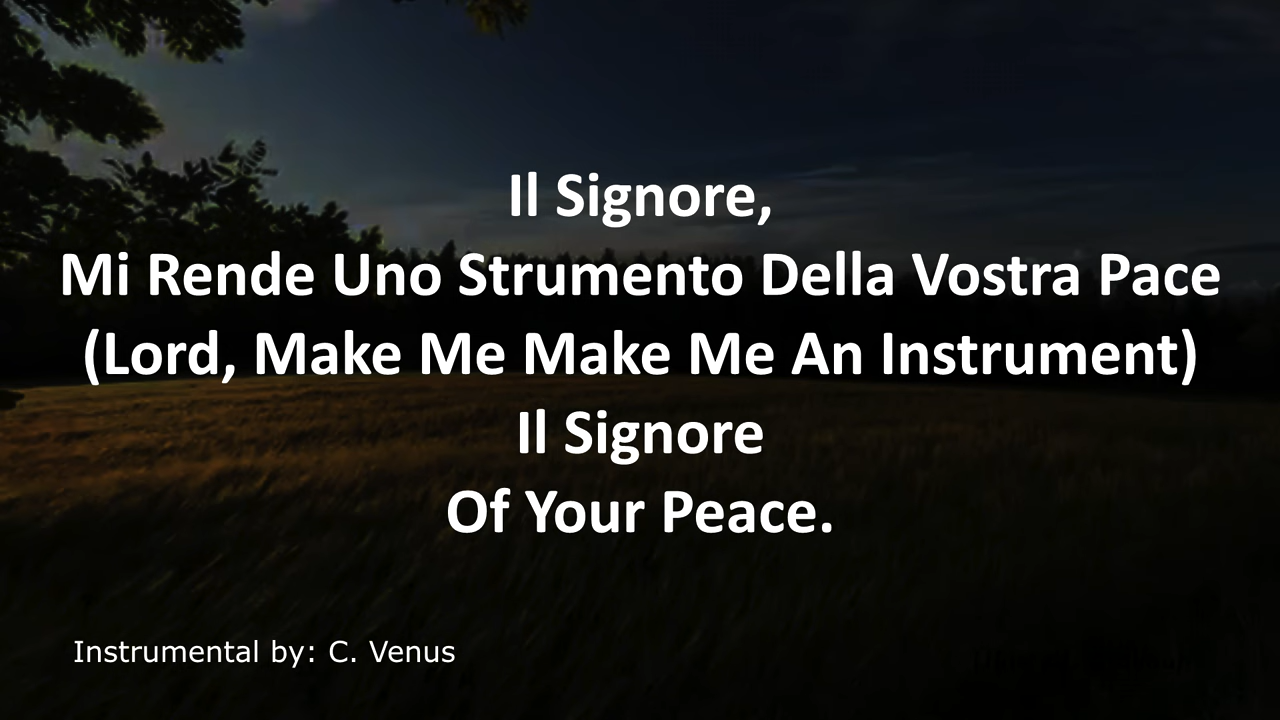 Il Signore,
Mi Rende Uno Strumento Della Vostra Pace
(Lord, Make Me Make Me An Instrument)
Il Signore
Of Your Peace.
Instrumental by: C. Venus